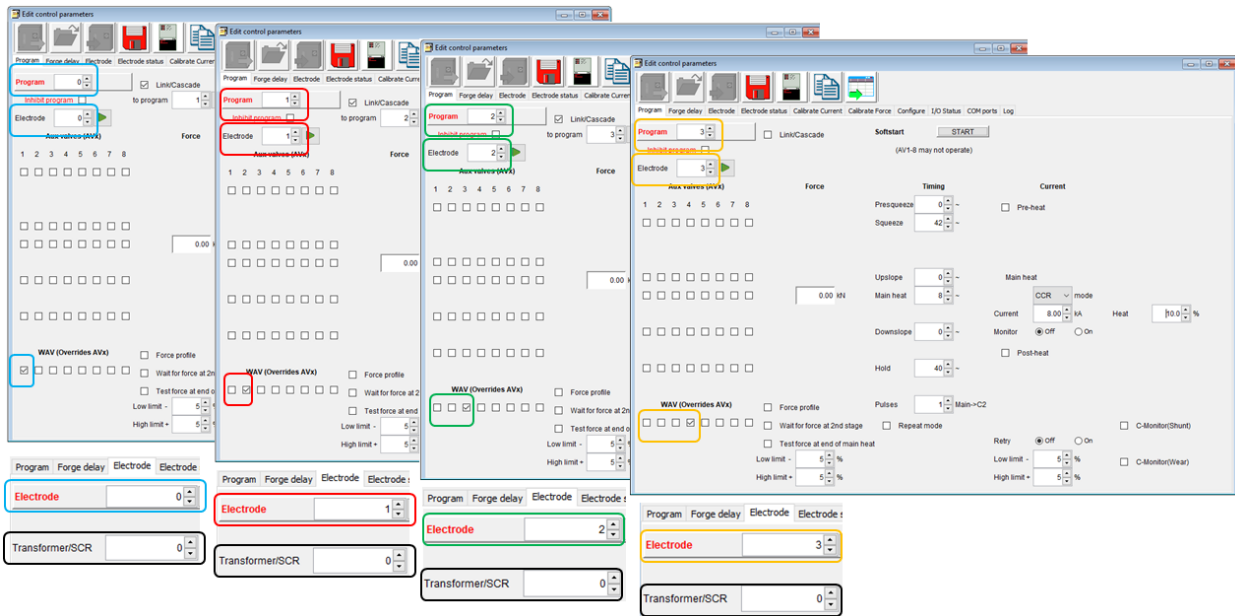 Edit control parameters
Program Forge delay Electrode Electrode status Calibrate Current
Program 0
Link/Cascade
Inhibit program to program 1
Electrode 0
Aux valves (AVx) Force
1 2 3 4 5 6 7 8
0.00
WAV (Overrides AVx)
Force profile
Wait for force at 2n
Test force at end o
Low limit - 5
High limit + 5
Program Forge delay Electrode Electrode
Electrode 0
Transformer/SCR 0
Edit control parameters
Program Forge delay Electrode Electrode status Calibrate Curr
Program 1
Link/Cascade
Inhibit program to program 2
Electrode 1
Aux valves (AVx) Force
1 2 3 4 5 6 7 8
0.00
WAV (Overrides AVx)
Force profile
Wait for force at 2
Test force at end
Low limit - 5
High limit + 5
Program Forge delay Electrode Electrode s
Electrode 1
Transformer/SCR 0
Edit control parameters
Program Forge delay Electrode Electrode status Calibrate Current
Program 2
Link/Cascade
Inhibit program to program 3
Electrode 2
Aux valves (AVx) Force
1 2 3 4 5 6 7 8
0.00
WAV (Overrides AVx)
Force profile
Wait for force at 2nd
Test force at end of
Low limit - 5
High limit + 5
Program Forge delay Electrode Electrode s
Electrode 2
Transformer/SCR 0
Edit control parameters
Program Forge delay Electrode Electrode status Calibrate Current Calibrate Force Configure I/O Status COM ports Log
Program 3 Link/Cascade Softstart START
Inhibit program (AV1-8 may not operate)
Electrode 3
Aux valves (AVx) Force Timing Current
1 2 3 4 5 6 7 8
Presqueeze 0 ~ Pre-heat
Squeeze 42 ~
Upslope 0 ~ Main heat
0.00 kN Main heat 8 ~ CCR mode
Current 8.00 kA Heat 10.0 %
Downslope 0 ~ Monitor Off On
Post-heat
Hold 40 ~
WAV (Overrides AVx) Force profile Pulses 1 Main->C2
Wait for force at 2nd stage Repeat mode C-Monitor(Shunt)
Test force at end of main heat Retry Off On
Low limit - 5 % Low limit - 5 % C-Monitor(Wear)
High limit + 5 % High limit + 5 %
Program Forge delay Electrode Electrode s
Electrode 3
Transformer/SCR 0